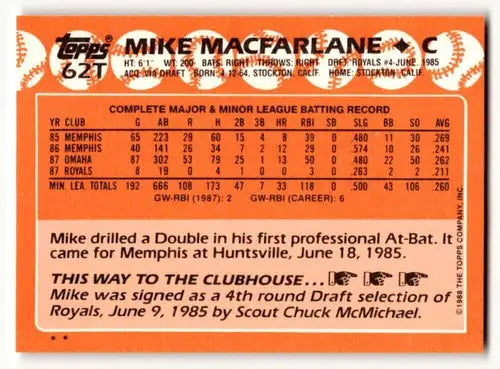 Topps
62T
MIKE MACFARLANE ✦ C
HT: 6'1" WT: 200 BATS: RIGHT THROWS: RIGHT DRAFT: ROYALS #4-JUNE, 1985
ACQ: VIA DRAFT BORN: 4-12-64, STOCKTON, CALIF. HOME: STOCKTON, CALIF.
COMPLETE MAJOR & MINOR LEAGUE BATTING RECORD
YR CLUB G AB R H 2B 3B HR RBI SB SLG BB SO AVG
85 MEMPHIS 65 223 29 60 15 4 8 39 0 .480 11 30 .269
86 MEMPHIS 40 141 26 34 7 2 12 29 0 .574 10 26 .241
87 OMAHA 87 302 53 79 25 1 13 50 0 .480 22 50 .262
87 ROYALS 8 19 0 4 1 0 0 3 0 .263 2 2 .211
MIN. LEA. TOTALS 192 666 108 173 47 7 33 118 0 .500 43 106 .260
GW-RBI (1987): 2 GW-RBI (CAREER): 6
Mike drilled a Double in his first professional At-Bat. It
came for Memphis at Huntsville, June 18, 1985.
THIS WAY TO THE CLUBHOUSE...
Mike was signed as a 4th round Draft selection of
Royals, June 9, 1985 by Scout Chuck McMichael.
* *
© 1988 THE TOPPS COMPANY, INC.